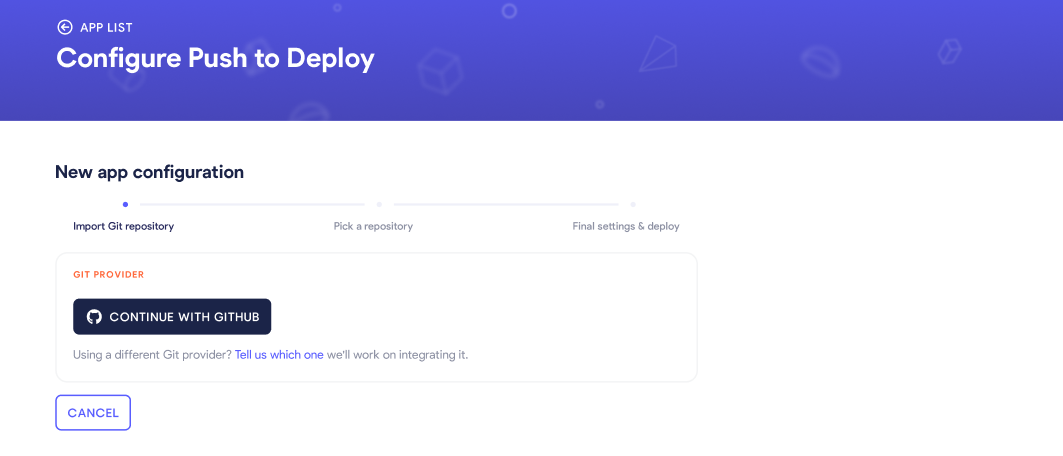 APP LIST
Configure Push to Deploy
New app configuration
Import Git repository
Pick a repository
Final settings & deploy
GIT PROVIDER
CONTINUE WITH GITHUB
Using a different Git provider? Tell us which one we'll work on integrating it.
CANCEL